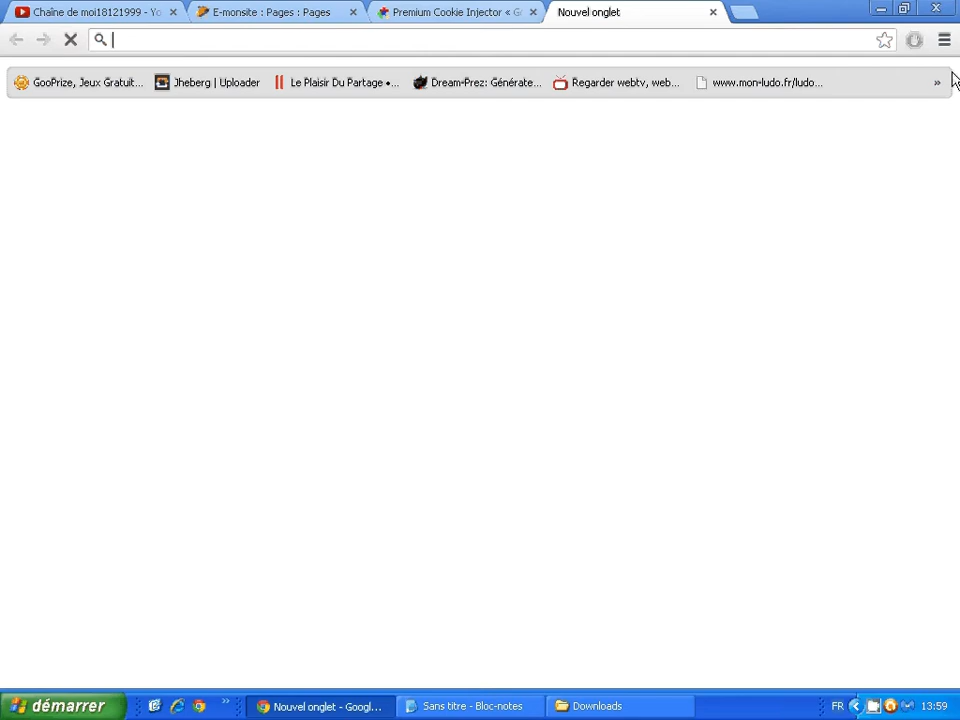 Chaîne de moi18121999 - Yo
E-monsite : Pages : Pages
Premium Cookie Injector « Gr
Nouvel onglet
GooPrize, Jeux Gratuit...
Jheberg | Uploader
Le Plaisir Du Partage •...
Dream-Prez: Générate...
Regarder webtv, web...
www.mon-ludo.fr/ludo...
»
démarrer
»
Nouvel onglet - Googl...
Sans titre - Bloc-notes
Downloads
FR
13:59